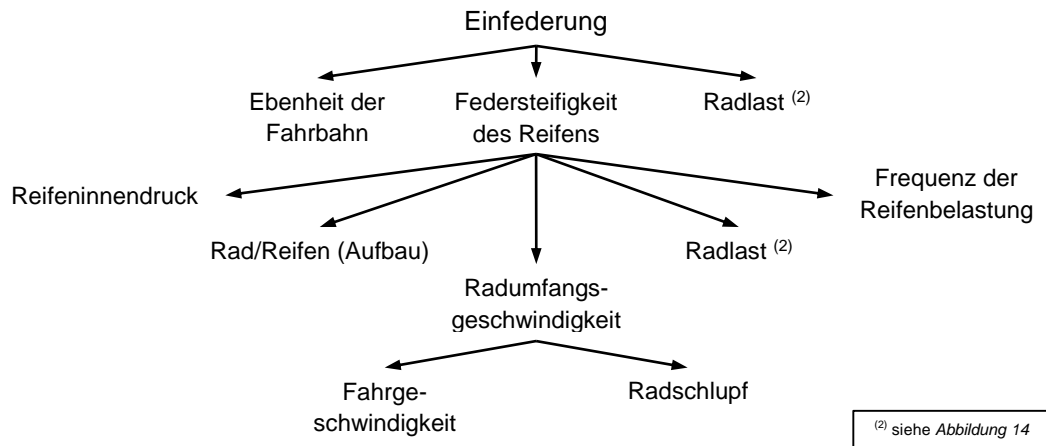 Einfederung
Ebenheit der
Fahrbahn
Federsteifigkeit
des Reifens
Radlast (2)
Reifeninnendruck
Rad/Reifen (Aufbau)
Radumfangs-
geschwindigkeit
Radlast (2)
Frequenz der
Reifenbelastung
Fahrge-
schwindigkeit
Radschlupf
(2) siehe Abbildung 14